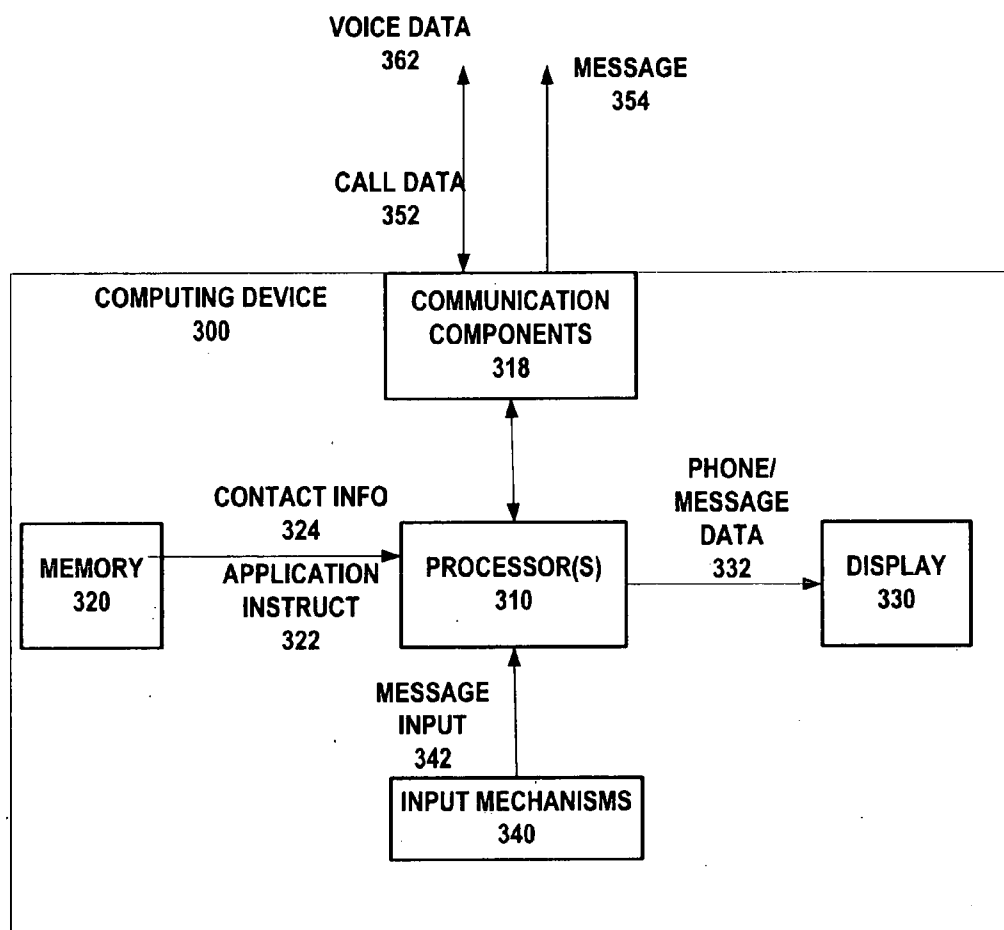 VOICE DATA
362
MESSAGE
354
CALL DATA
352
COMPUTING DEVICE
300
COMMUNICATION
COMPONENTS
318
CONTACT INFO
324
APPLICATION
INSTRUCT
322
MEMORY
320
PROCESSOR(S)
310
PHONE/
MESSAGE
DATA
332
DISPLAY
330
MESSAGE
INPUT
342
INPUT MECHANISMS
340